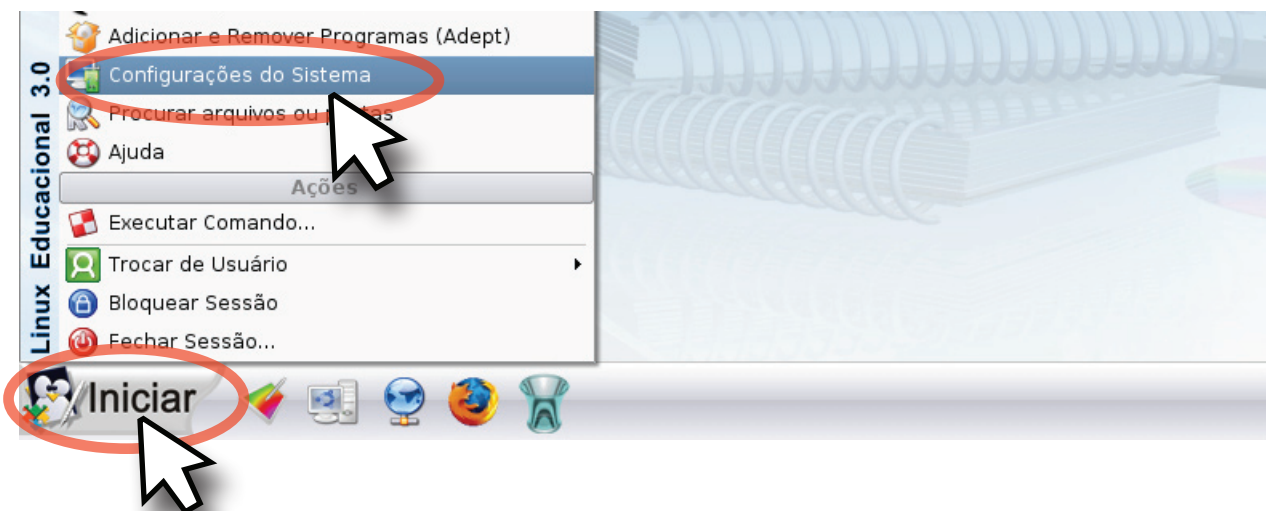 Adicionar e Remover Programas (Adept)
Configurações do Sistema
Procurar arquivos ou
Ajuda
Ações
Executar Comando...
Trocar de Usuário
Bloquear Sessão
Fechar Sessão...
Linux Educacional 3.0
Iniciar